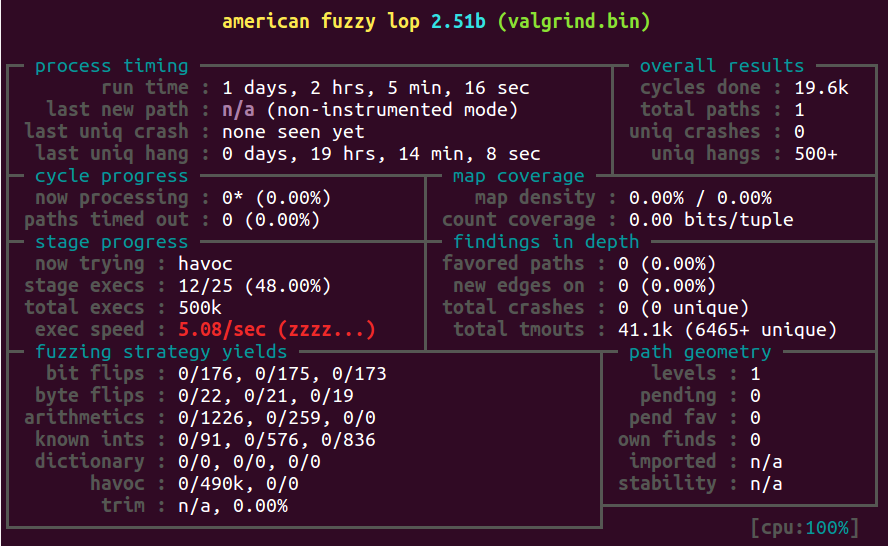 american fuzzy lop 2.51b (valgrind.bin)
process timing overall results
run time : 1 days, 2 hrs, 5 min, 16 sec cycles done : 19.6k
last new path : n/a (non-instrumented mode) total paths : 1
last uniq crash : none seen yet uniq crashes : 0
last uniq hang : 0 days, 19 hrs, 14 min, 8 sec uniq hangs : 500+
cycle progress map coverage
now processing : 0* (0.00%) map density : 0.00% / 0.00%
paths timed out : 0 (0.00%) count coverage : 0.00 bits/tuple
stage progress findings in depth
now trying : havoc favored paths : 0 (0.00%)
stage execs : 12/25 (48.00%) new edges on : 0 (0.00%)
total execs : 500k total crashes : 0 (0 unique)
exec speed : 5.08/sec (zzzz...) total tmouts : 41.1k (6465+ unique)
fuzzing strategy yields path geometry
bit flips : 0/176, 0/175, 0/173 levels : 1
byte flips : 0/22, 0/21, 0/19 pending : 0
arithmetics : 0/1226, 0/259, 0/0 pend fav : 0
known ints : 0/91, 0/576, 0/836 own finds : 0
dictionary : 0/0, 0/0, 0/0 imported : n/a
havoc : 0/490k, 0/0 stability : n/a
trim : n/a, 0.00%
[cpu:100%]